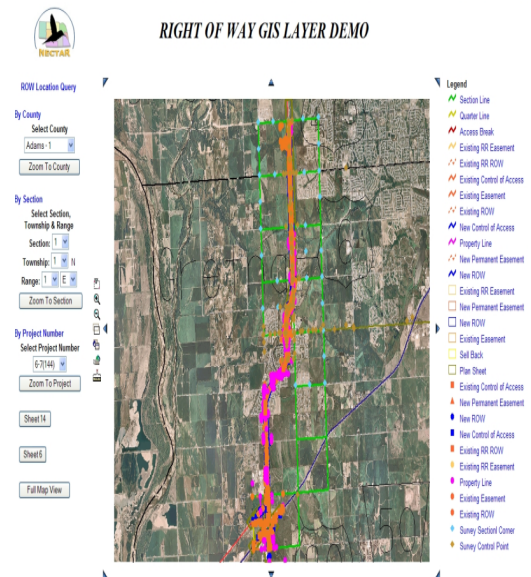 RIGHT OF WAY GIS LAYER DEMO
NECTAR
ROW Location Query
By County
Select County
Adams - 1
Zoom To County
By Section
Select Section,
Township & Range
Section: 1
Township: 1 N
Range: 1 E
Zoom To Section
By Project Number
Select Project Number
6-7(144)
Zoom To Project
Sheet 14
Sheet 6
Full Map View
Legend
Section Line
Quarter Line
Access Break
Existing RR Easement
Existing RR ROW
Existing Control of Access
Existing Easement
Existing ROW
New Control of Access
Property Line
New Permanent Easement
New ROW
Existing RR Easement
New Permanent Easement
New ROW
Existing Easement
Sell Back
Plan Sheet
Existing Control of Access
New Permanent Easement
New ROW
New Control of Access
Existing RR ROW
Existing RR Easement
Property Line
Existing Easement
Existing ROW
Survey Sectionl Corner
Survey Control Point